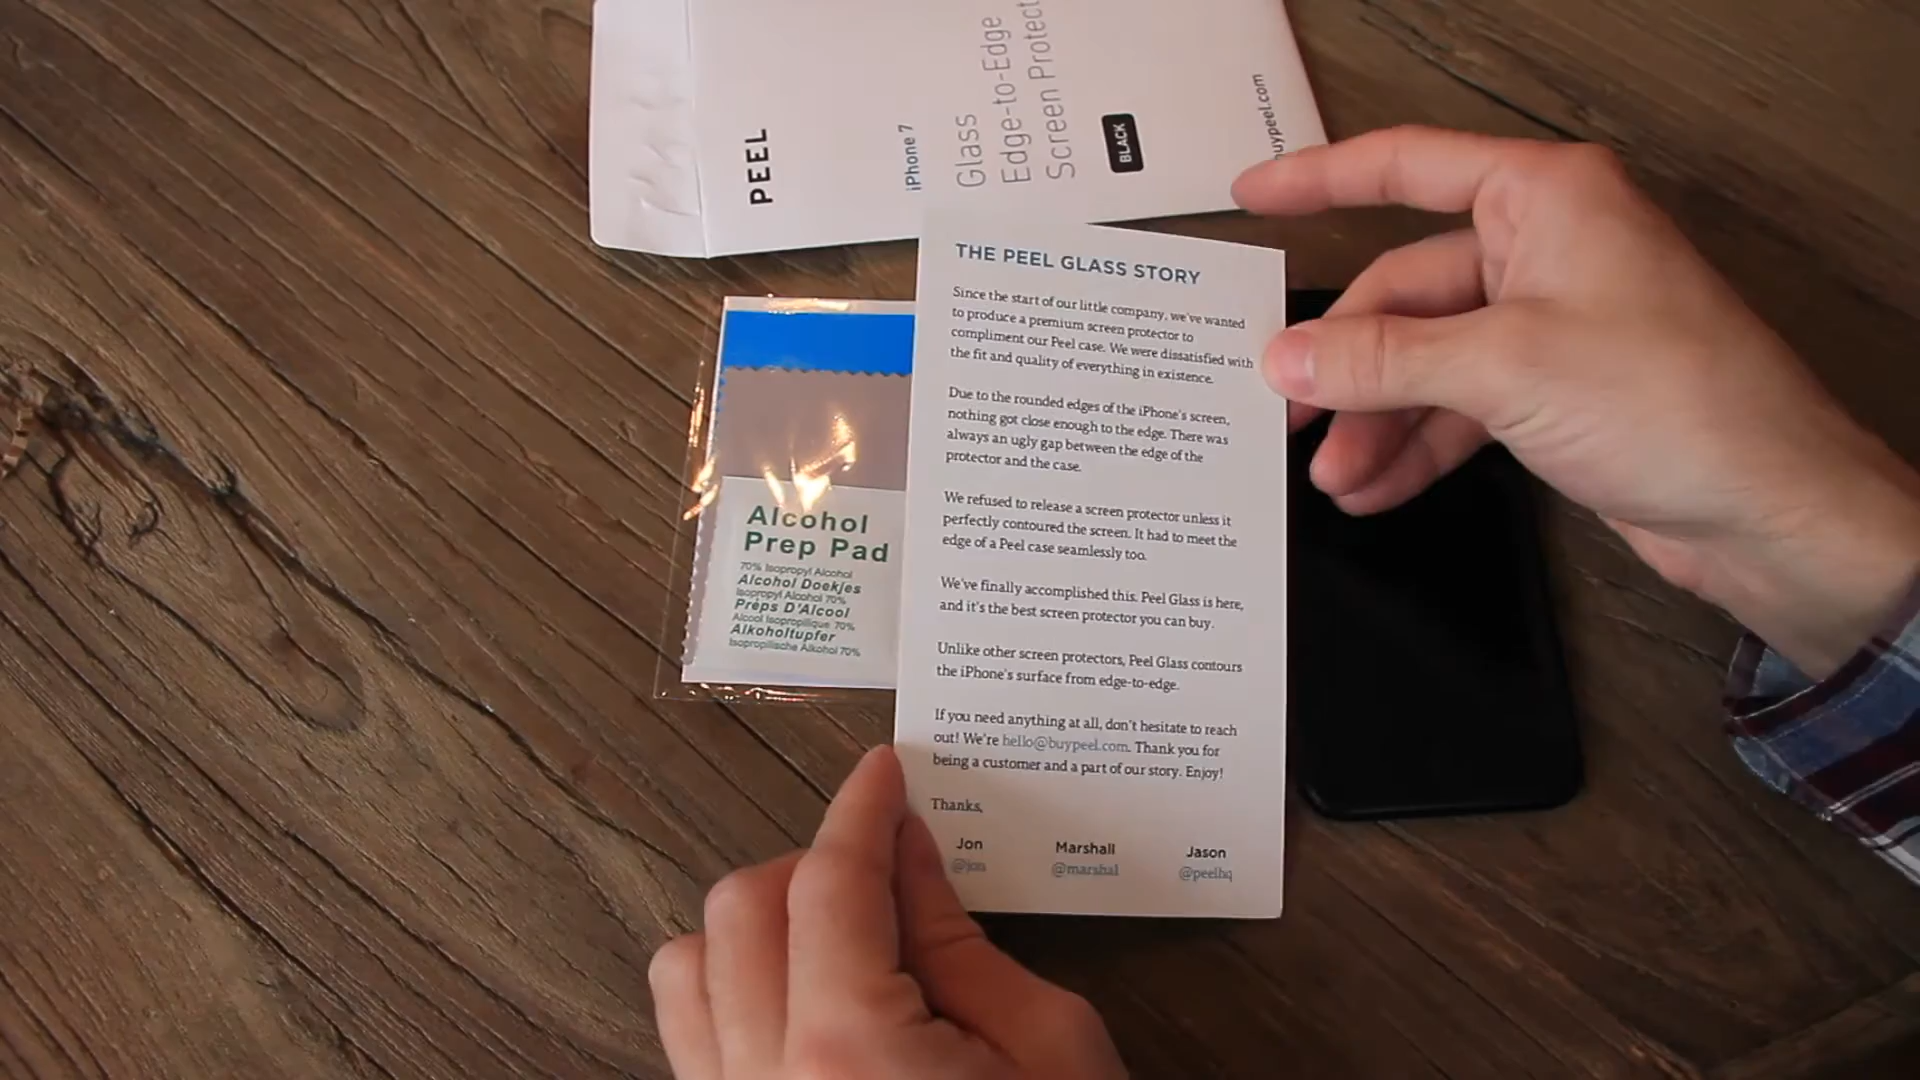 PEEL
iPhone 7
Glass
Edge-to-Edge
Screen
BLACK
buypeel.com
THE PEEL GLASS STORY
Since the start of our little company, we've wanted
to produce a premium screen protector to
compliment our Peel case. We were dissatisfied with
the fit and quality of everything in existence.
Due to the rounded edges of the iPhone's screen,
nothing got close enough to the edge. There was
always an ugly gap between the edge of the
protector and the case.
We refused to release a screen protector unless it
perfectly contoured the screen. It had to meet the
edge of a Peel case seamlessly too.
We've finally accomplished this. Peel Glass is here,
and it's the best screen protector you can buy.
Unlike other screen protectors, Peel Glass contours
the iPhone's surface from edge-to-edge.
If you need anything at all, don't hesitate to reach
out! We're hello@buypeel.com. Thank you for
being a customer and a part of our story. Enjoy!
Thanks,
Jon Marshall Jason
@jon @marshal @peelhq
Alcohol
Prep Pad
70% Isopropyl Alcohol
Alcohol Doekjes
Isopropyl Alcohol 70%
Préps D'Alcool
Alcool Isopropilique 70%
Alkoholtupfer
Isopropilische Alkohol 70%